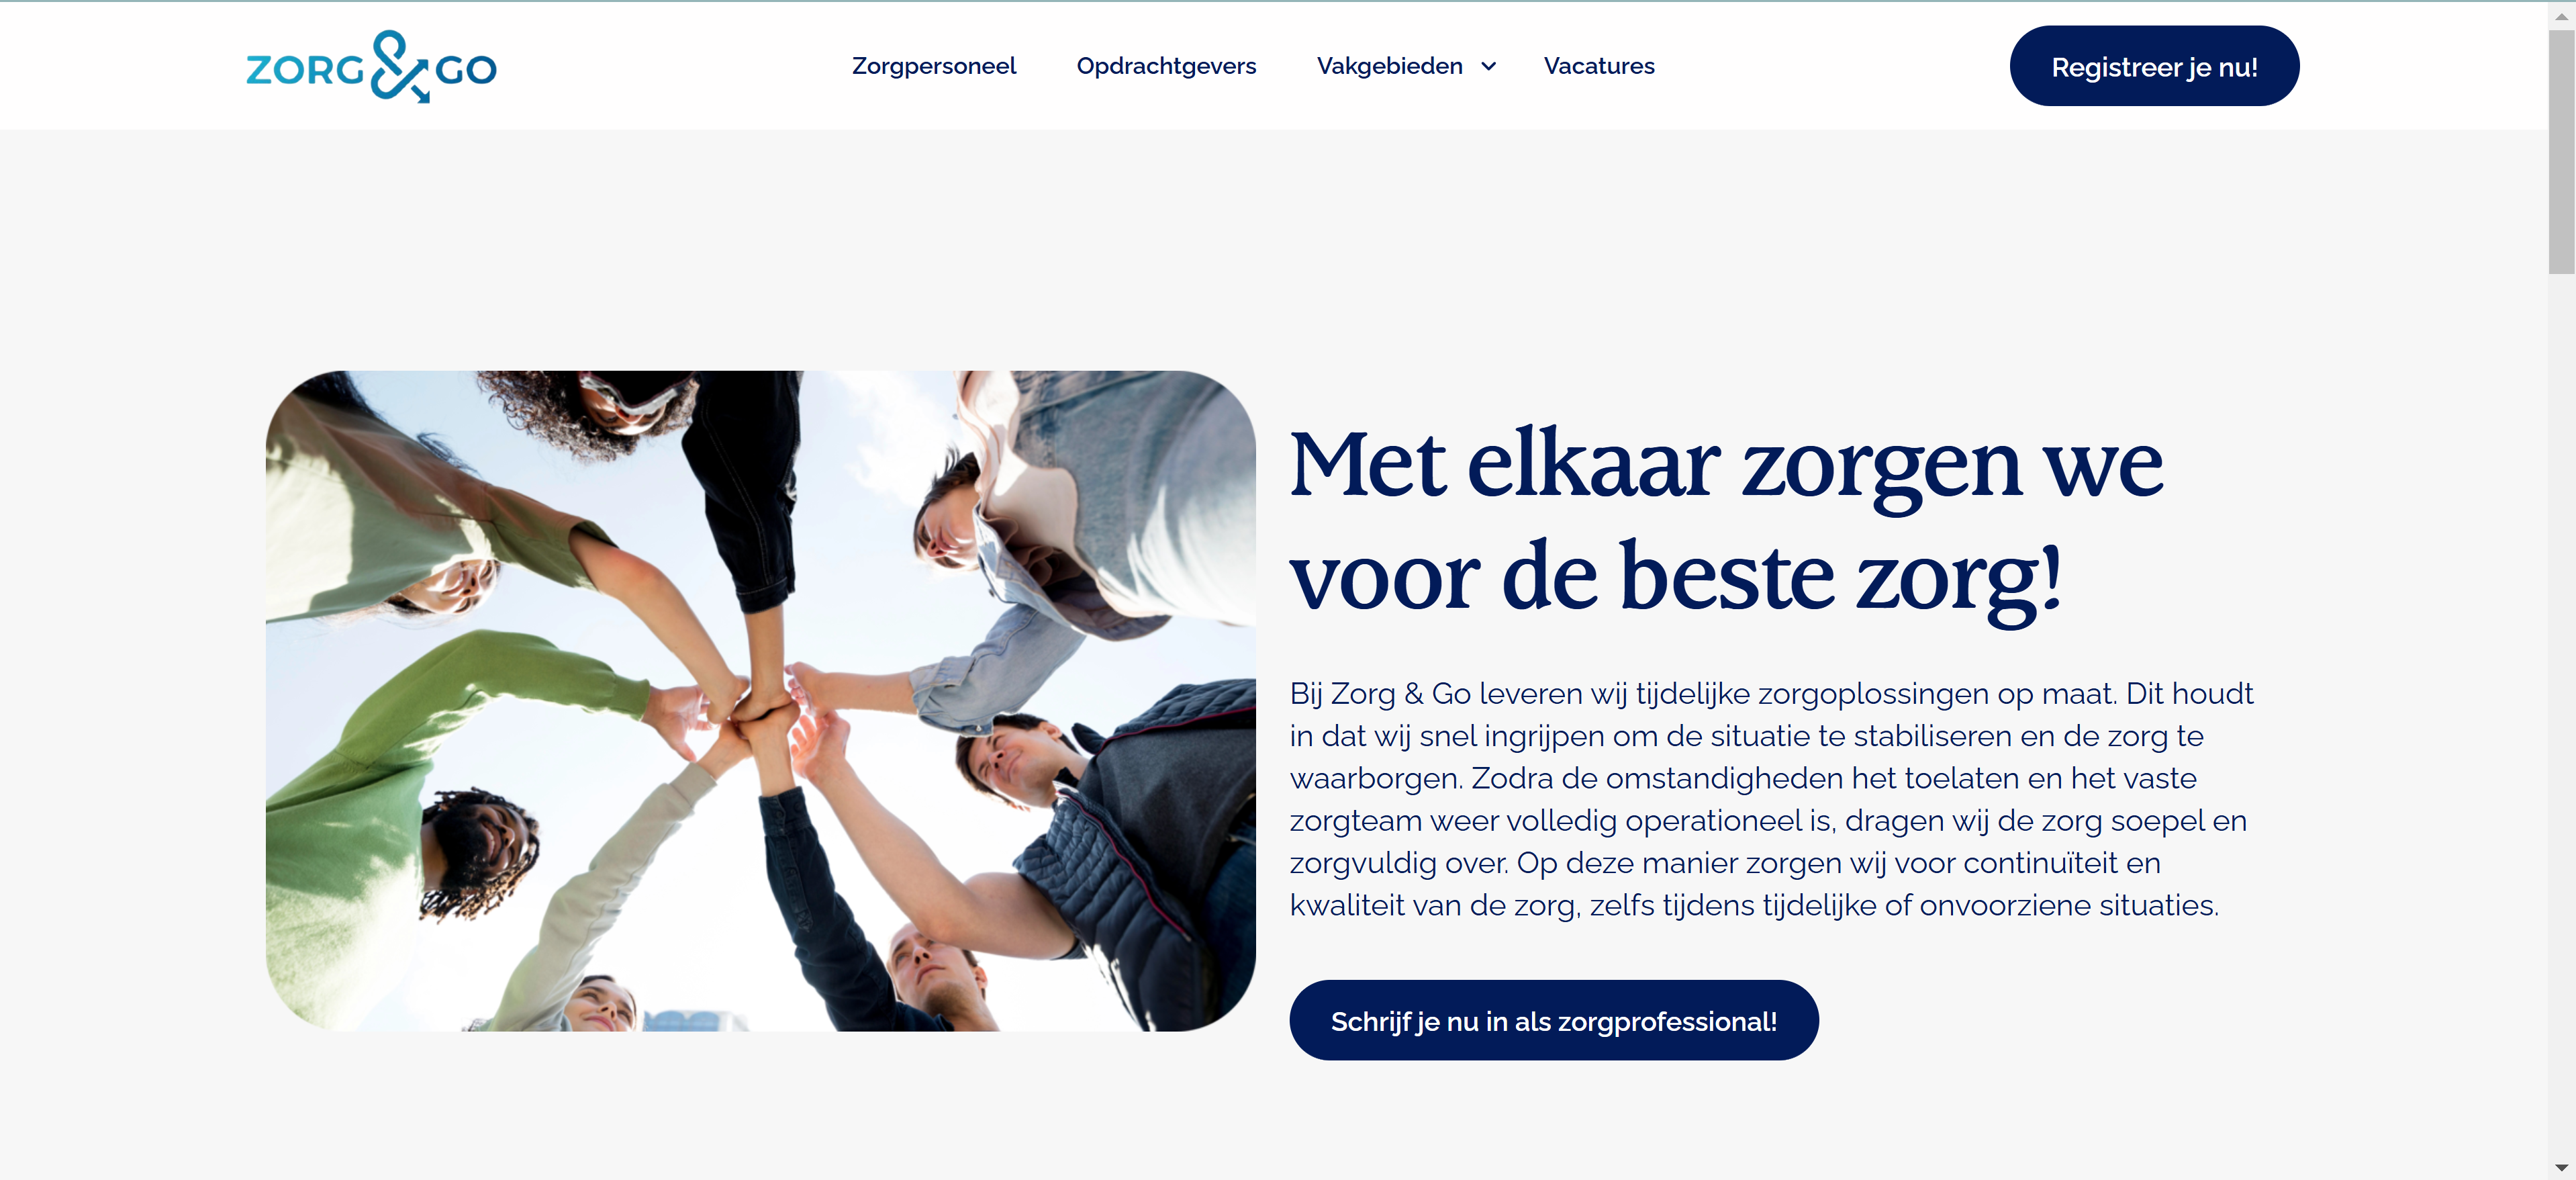 ZORG & GO
Zorgpersoneel
Opdrachtgevers
Vakgebieden
Vacatures
Registreer je nu!
Met elkaar zorgen we
voor de beste zorg!
Bij Zorg & Go leveren wij tijdelijke zorgoplossingen op maat. Dit houdt
in dat wij snel ingrijpen om de situatie te stabiliseren en de zorg te
waarborgen. Zodra de omstandigheden het toelaten en het vaste
zorgteam weer volledig operationeel is, dragen wij de zorg soepel en
zorgvuldig over. Op deze manier zorgen wij voor continuïteit en
kwaliteit van de zorg, zelfs tijdens tijdelijke of onvoorziene situaties.
Schrijf je nu in als zorgprofessional!